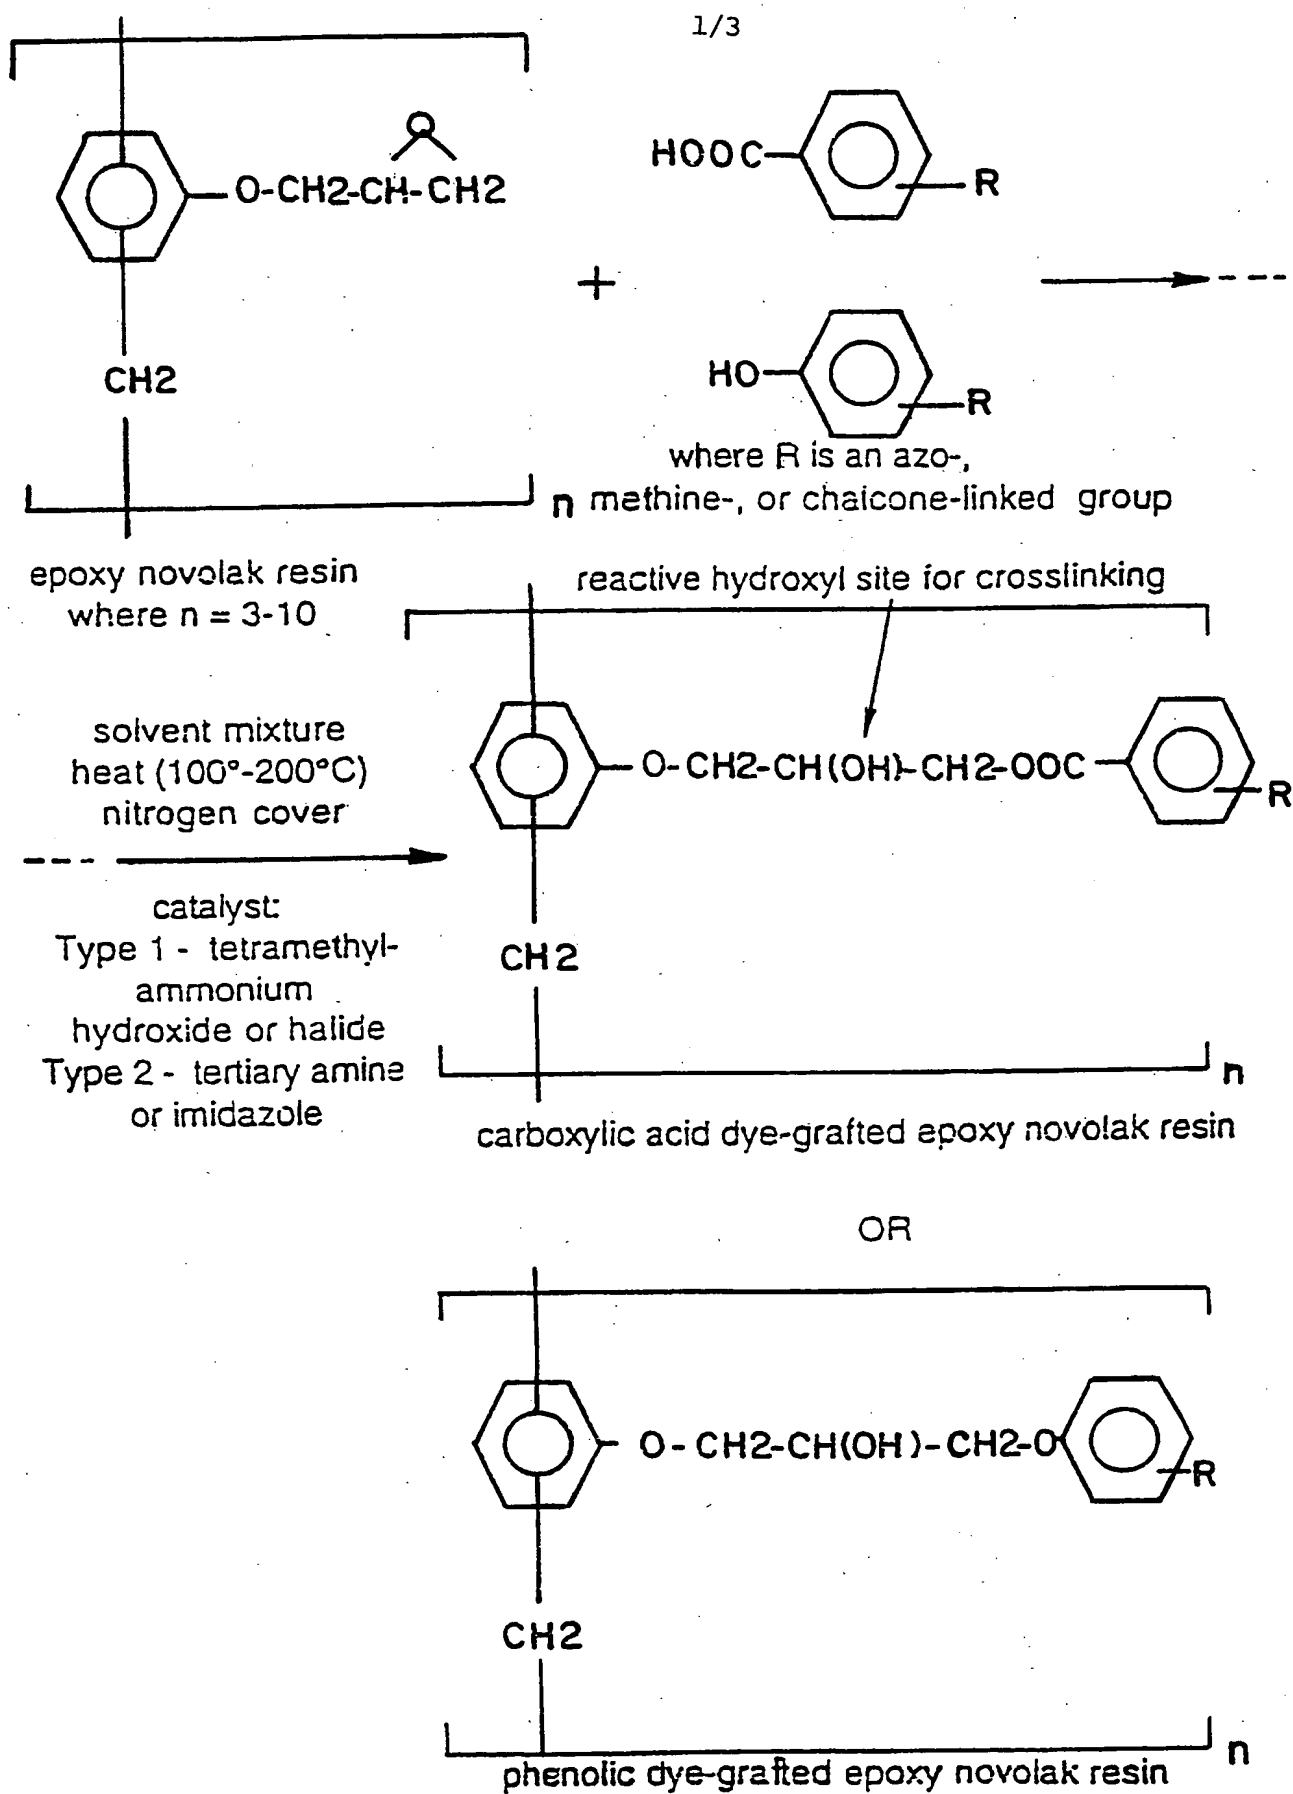 1/3
O
O-CH2-CH-CH2
CH2
n
HOOC
R
+
HO
R
where R is an azo-,
methine-, or chalcone-linked group
epoxy novolak resin
where n = 3-10
reactive hydroxyl site for crosslinking
solvent mixture
heat (100°-200°C)
nitrogen cover
catalyst:
Type 1 - tetramethyl-
ammonium
hydroxide or halide
Type 2 - tertiary amine
or imidazole
O-CH2-CH(OH)-CH2-OOC
R
CH2
n
carboxylic acid dye-grafted epoxy novolak resin
OR
O-CH2-CH(OH)-CH2-O
R
CH2
n
phenolic dye-grafted epoxy novolak resin